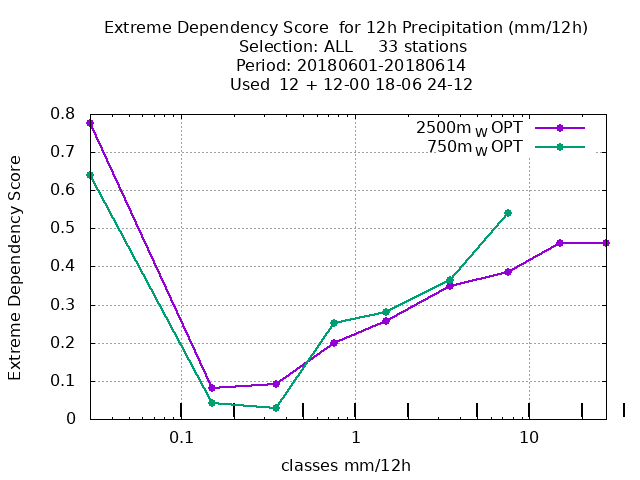 Extreme Dependency Score  for 12h Precipitation (mm/12h)
Selection: ALL     33 stations
Period: 20180601-20180614
Used  12 + 12-00 18-06 24-12
2500m W OPT
750m W OPT
Extreme Dependency Score
0.8
0.7
0.6
0.5
0.4
0.3
0.2
0.1
0
0.1
1
10
classes mm/12h